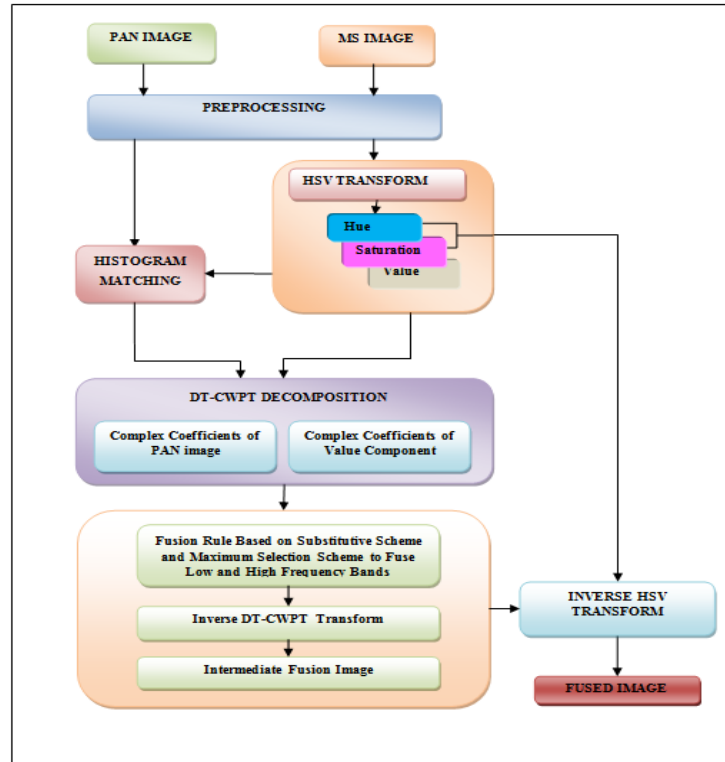 PAN IMAGE
MS IMAGE
PREPROCESSING
HSV TRANSFORM
Hue
Saturation
Value
HISTOGRAM
MATCHING
DT-CWPT DECOMPOSITION
Complex Coefficients of
PAN image
Complex Coefficients of
Value Component
Fusion Rule Based on Substitutive Scheme
and Maximum Selection Scheme to Fuse
Low and High Frequency Bands
Inverse DT-CWPT Transform
Intermediate Fusion Image
INVERSE HSV
TRANSFORM
FUSED IMAGE